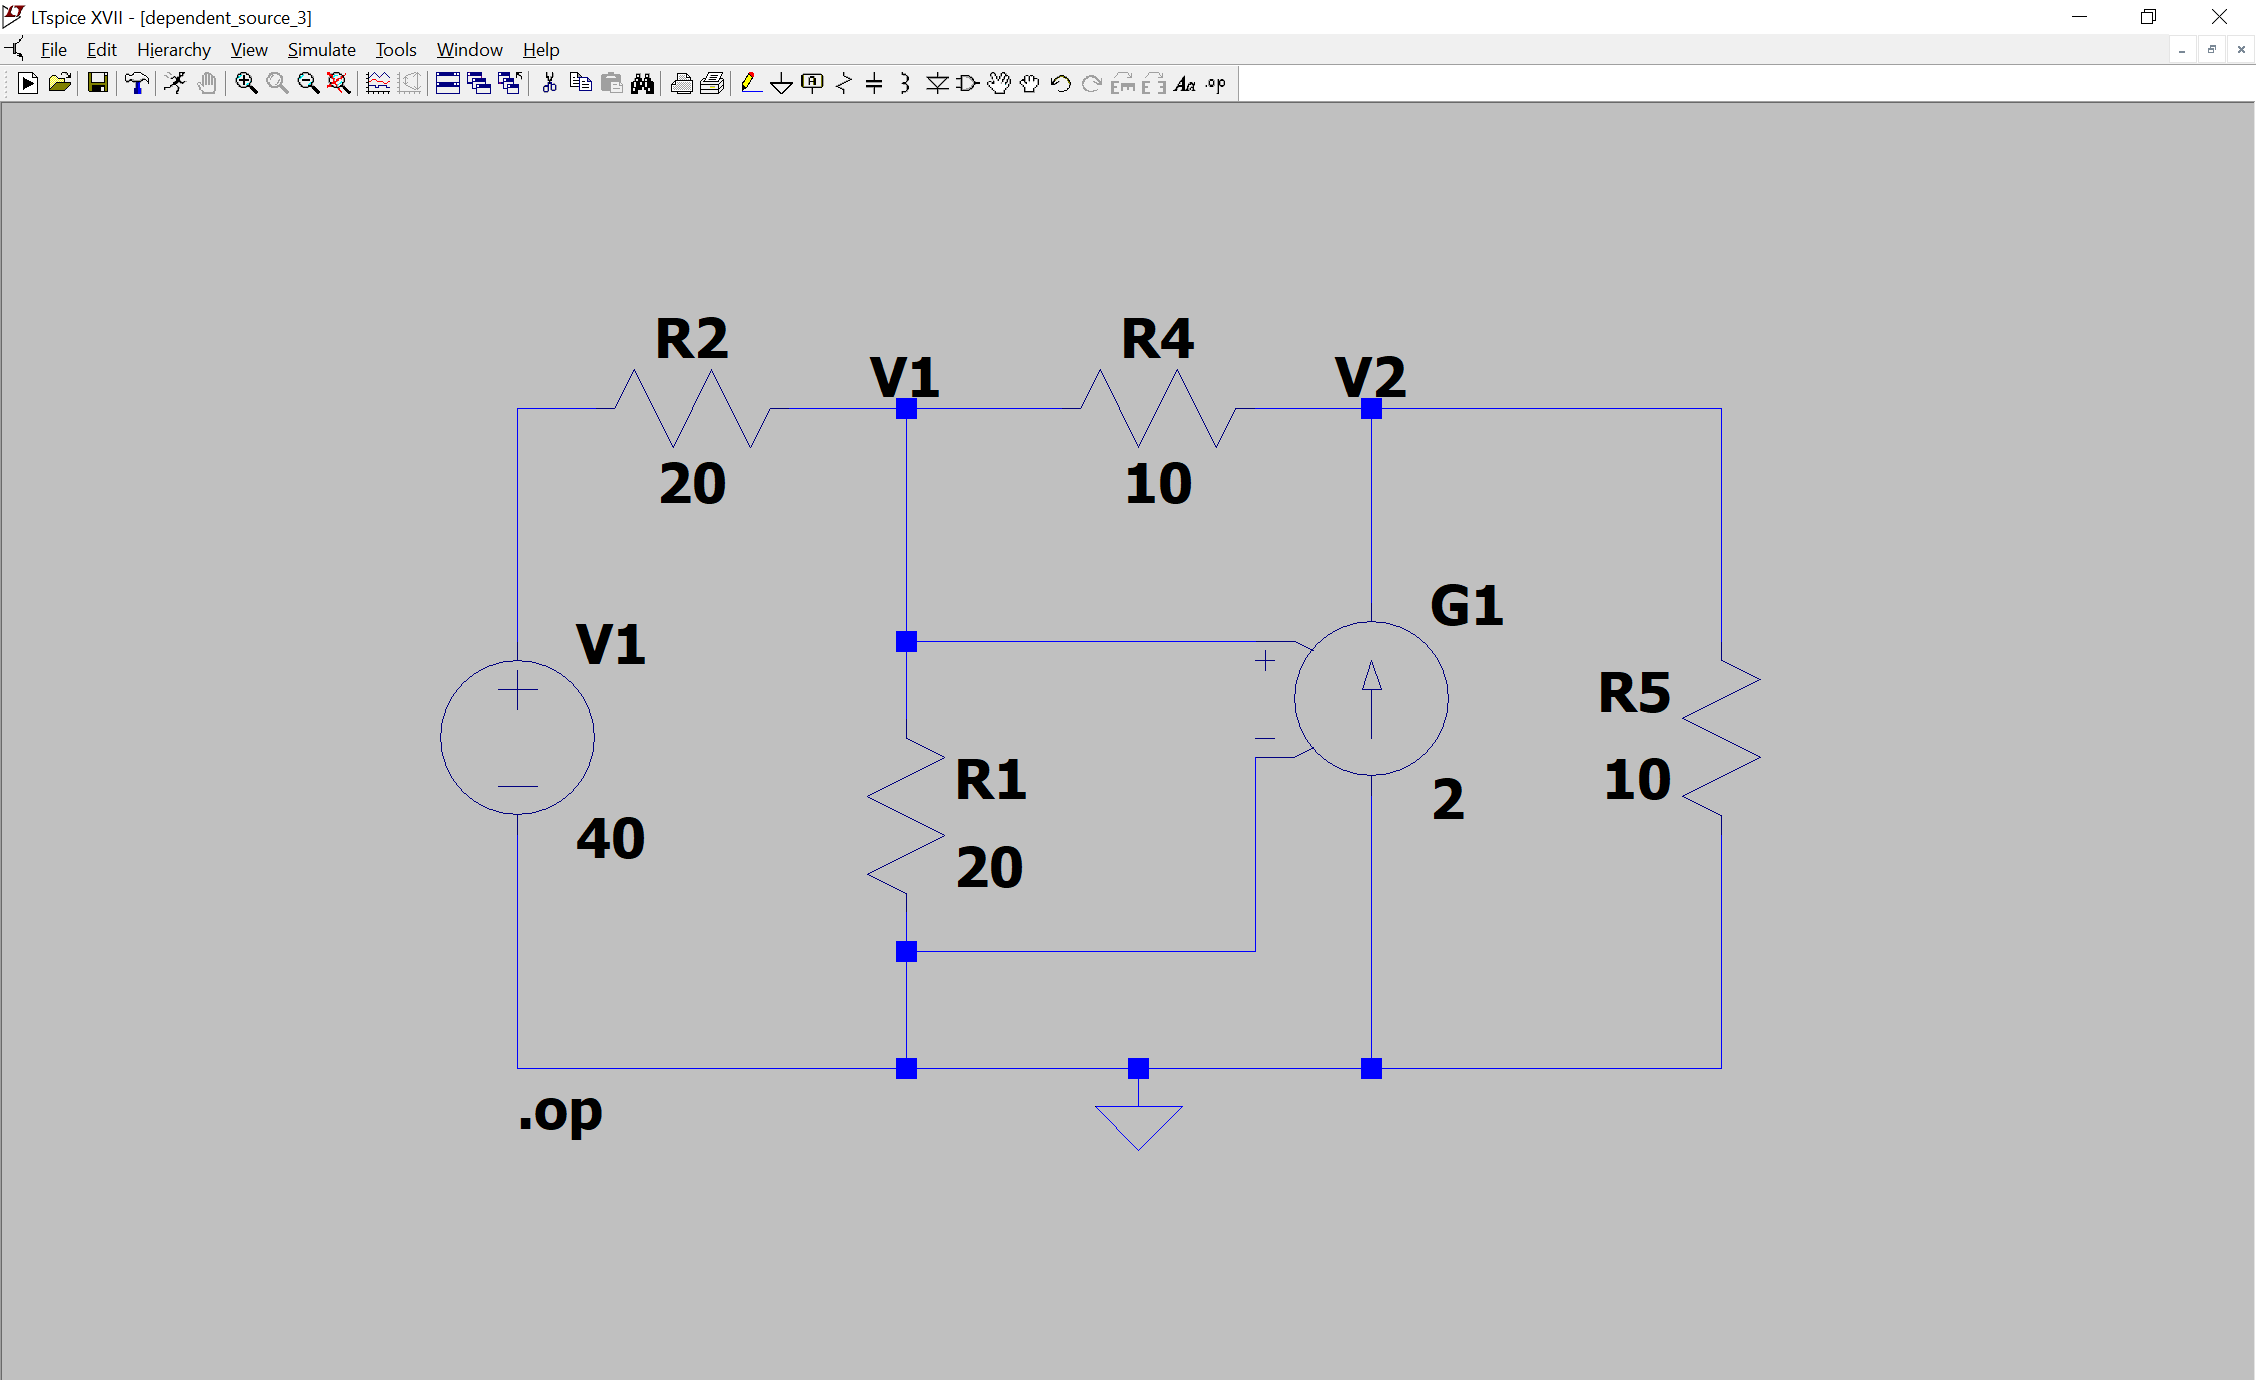 LTspice XVII - [dependent_source_3]
File Edit Hierarchy View Simulate Tools Window Help
.op
R2
20
V1
R4
10
V2
V1
40
R1
20
G1
2
R5
10
.op